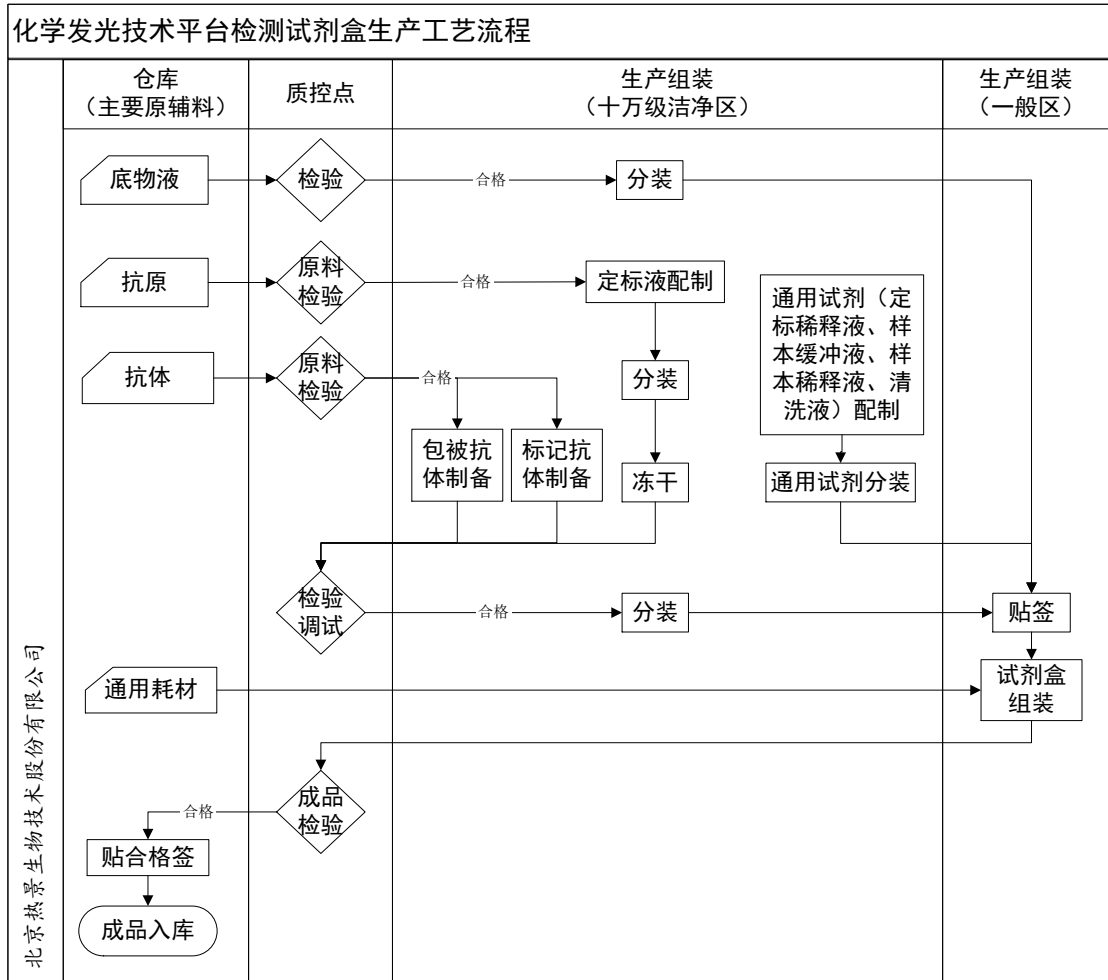 化学发光技术平台检测试剂盒生产工艺流程
仓库
（主要原辅料）
质控点
生产组装
（十万级洁净区）
生产组装
（一般区）
底物液
检验
合格
分装
抗原
原料
检验
合格
定标液配制
通用试剂（定
标稀释液、样
本缓冲液、样
本稀释液、清
洗液）配制
抗体
原料
检验
合格
分装
包被抗
体制备
标记抗
体制备
冻干
通用试剂分装
检验
调试
合格
分装
贴签
通用耗材
试剂盒
组装
成品
检验
合格
贴合格签
成品入库
北京热景生物技术股份有限公司